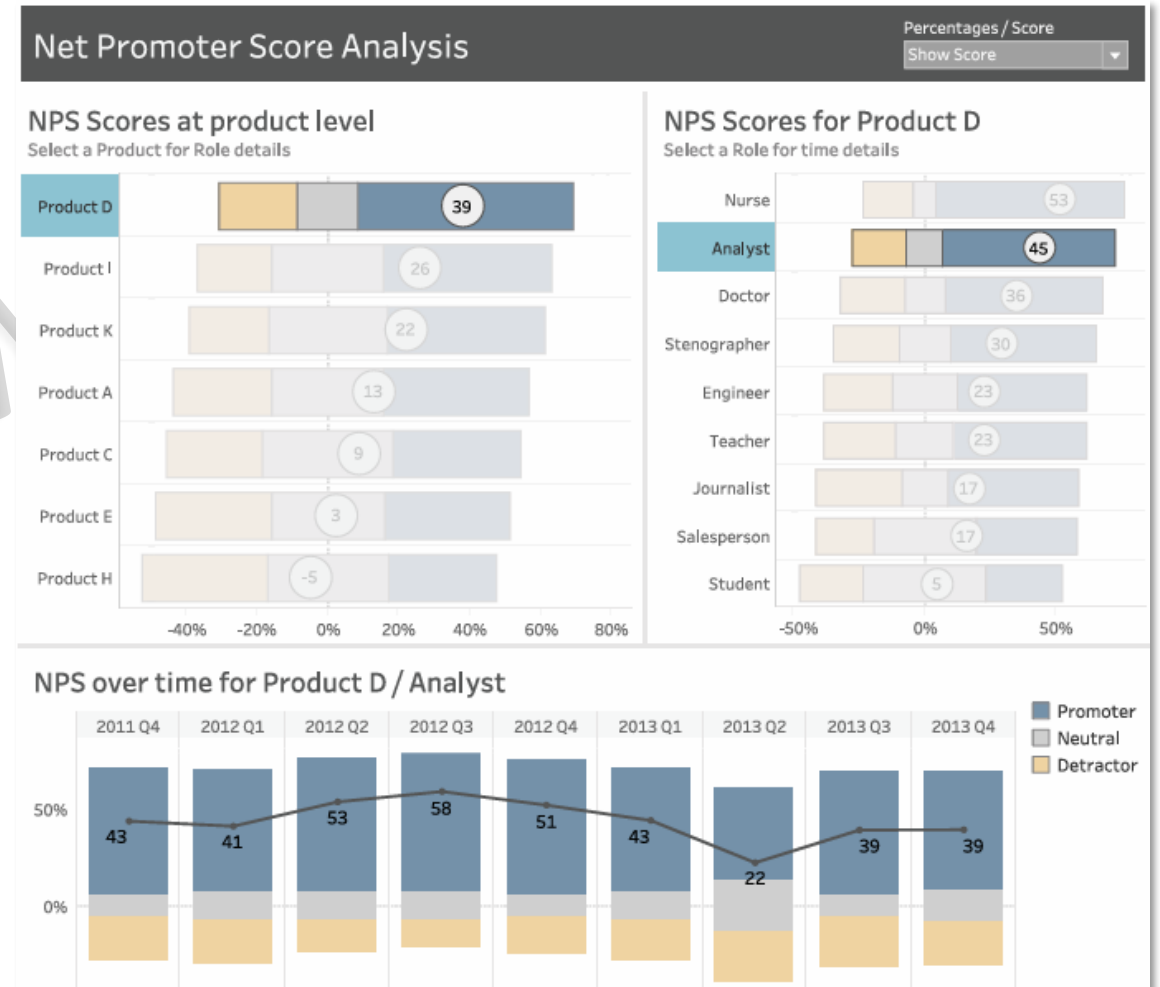 Net Promoter Score Analysis
Percentages / Score
Show Score
NPS Scores at product level
Select a Product for Role details
Product D
39
Product I
26
Product K
22
Product A
13
Product C
9
Product E
3
Product H
-5
-40% -20% 0% 20% 40% 60% 80%
NPS Scores for Product D
Select a Role for time details
Nurse
53
Analyst
45
Doctor
36
Stenographer
30
Engineer
23
Teacher
23
Journalist
17
Salesperson
17
Student
5
-50% 0% 50%
NPS over time for Product D / Analyst
2011 Q4 2012 Q1 2012 Q2 2012 Q3 2012 Q4 2013 Q1 2013 Q2 2013 Q3 2013 Q4
50%
43 41 53 58 51 43 22 39 39
0%
Promoter
Neutral
Detractor